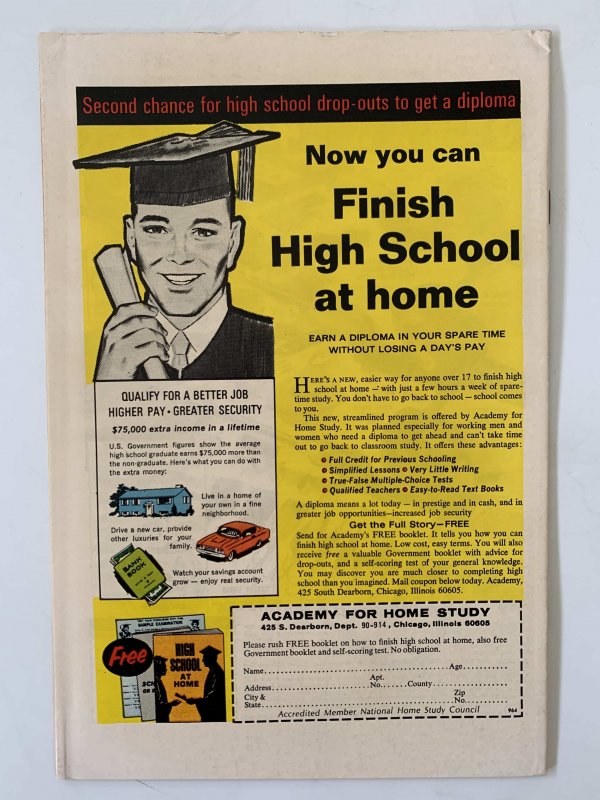 Second chance for high school drop-outs to get a diploma
Now you can
Finish
High School
at home
EARN A DIPLOMA IN YOUR SPARE TIME
WITHOUT LOSING A DAY'S PAY
HERE'S A NEW, easier way for anyone over 17 to finish high
school at home — with just a few hours a week of spare-
time study. You don't have to go back to school — school comes
to you.
This new, streamlined program is offered by Academy for
Home Study. It was planned especially for working men and
women who need a diploma to get ahead and can't take time
out to go back to classroom study. It offers these advantages:
Full Credit for Previous Schooling
Simplified Lessons Very Little Writing
True-False Multiple-Choice Tests
Qualified Teachers Easy-to-Read Text Books
A diploma means a lot today — in prestige and in cash, and in
greater job opportunities—increased job security
Get the Full Story—FREE
Send for Academy's FREE booklet. It tells you how you can
finish high school at home. Low cost, easy terms. You will also
receive free a valuable Government booklet with advice for
drop-outs, and a self-scoring test of your general knowledge.
You may discover you are much closer to completing high
school than you imagined. Mail coupon below today. Academy,
425 South Dearborn, Chicago, Illinois 60605.
QUALIFY FOR A BETTER JOB
HIGHER PAY • GREATER SECURITY
$75,000 extra income in a lifetime
U.S. Government figures show the average
high school graduate earns $75,000 more than
the non-graduate. Here's what you can do with
the extra money:
Live in a home of
your own in a fine
neighborhood.
Drive a new car, provide
other luxuries for your
family.
BANK
BOOK
Watch your savings account
grow — enjoy real security.
Free
SAMPLE EXAMINATION
HIGH
SCHOOL
AT
HOME
ACADEMY FOR HOME STUDY
425 S. Dearborn, Dept. 90-914, Chicago, Illinois 60605
Please rush FREE booklet on how to finish high school at home, also free
Government booklet and self-scoring test. No obligation.
Name Age
Apt.
Address No. County
City & Zip
State No.
Accredited Member National Home Study Council 966